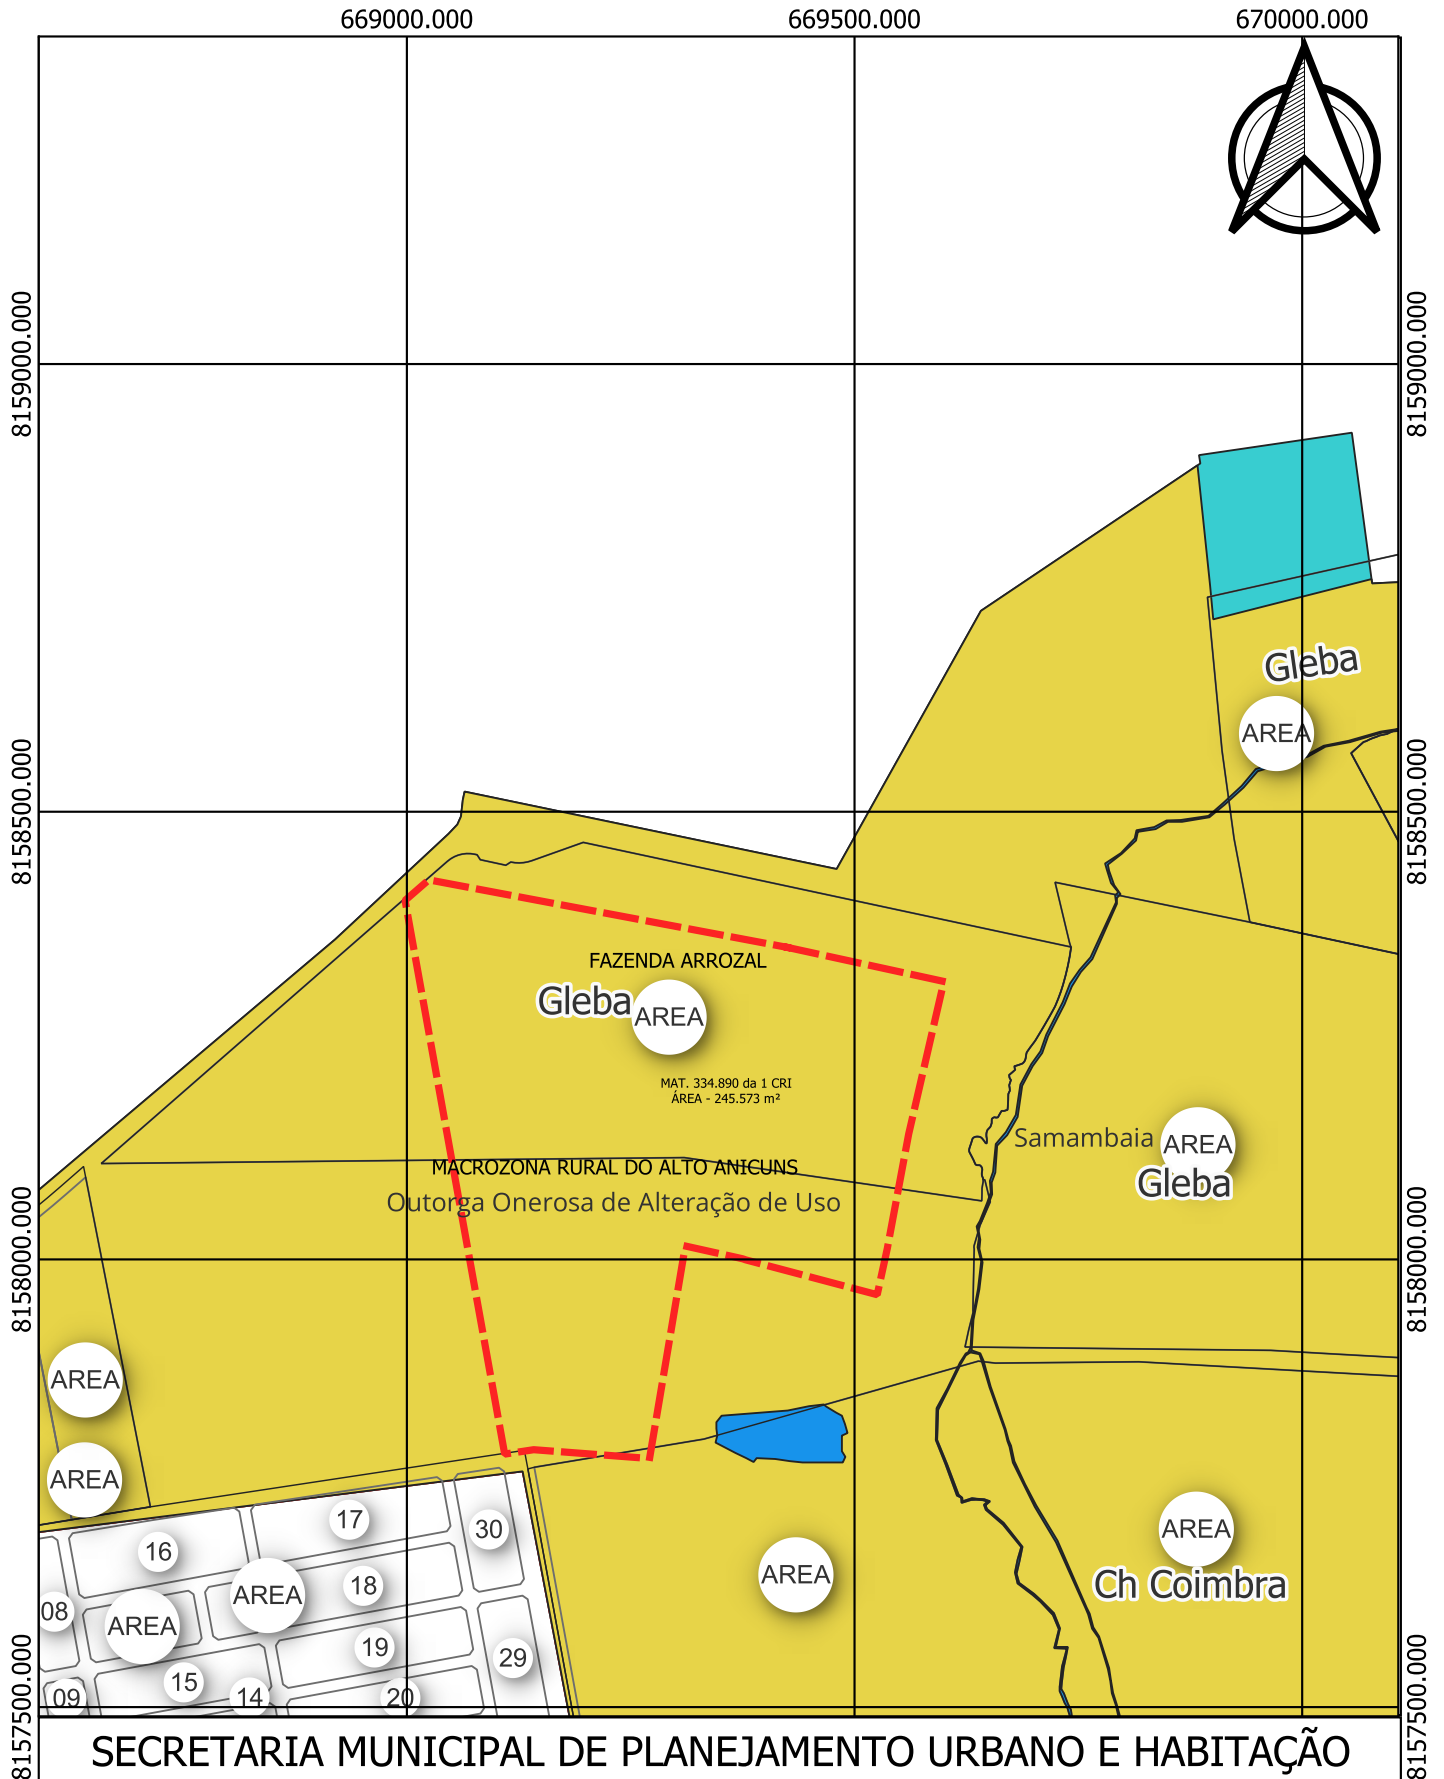 669000.000
669500.000
670000.000
8159000.000
8159000.000
Gleba
AREA
8158500.000
8158500.000
FAZENDA ARROZAL
Gleba
AREA
MAT. 334.890 da 1 CRI
ÁREA - 245.573 m²
Samambaia
AREA
Gleba
MACROZONA RURAL DO ALTO ANICUNS
Outorga Onerosa de Alteração de Uso
8158000.000
8158000.000
AREA
AREA
17
30
16
AREA
AREA
Ch Coimbra
18
AREA
08
AREA
19
29
15
09
14
20
8157500.000
8157500.000
SECRETARIA MUNICIPAL DE PLANEJAMENTO URBANO E HABITAÇÃO